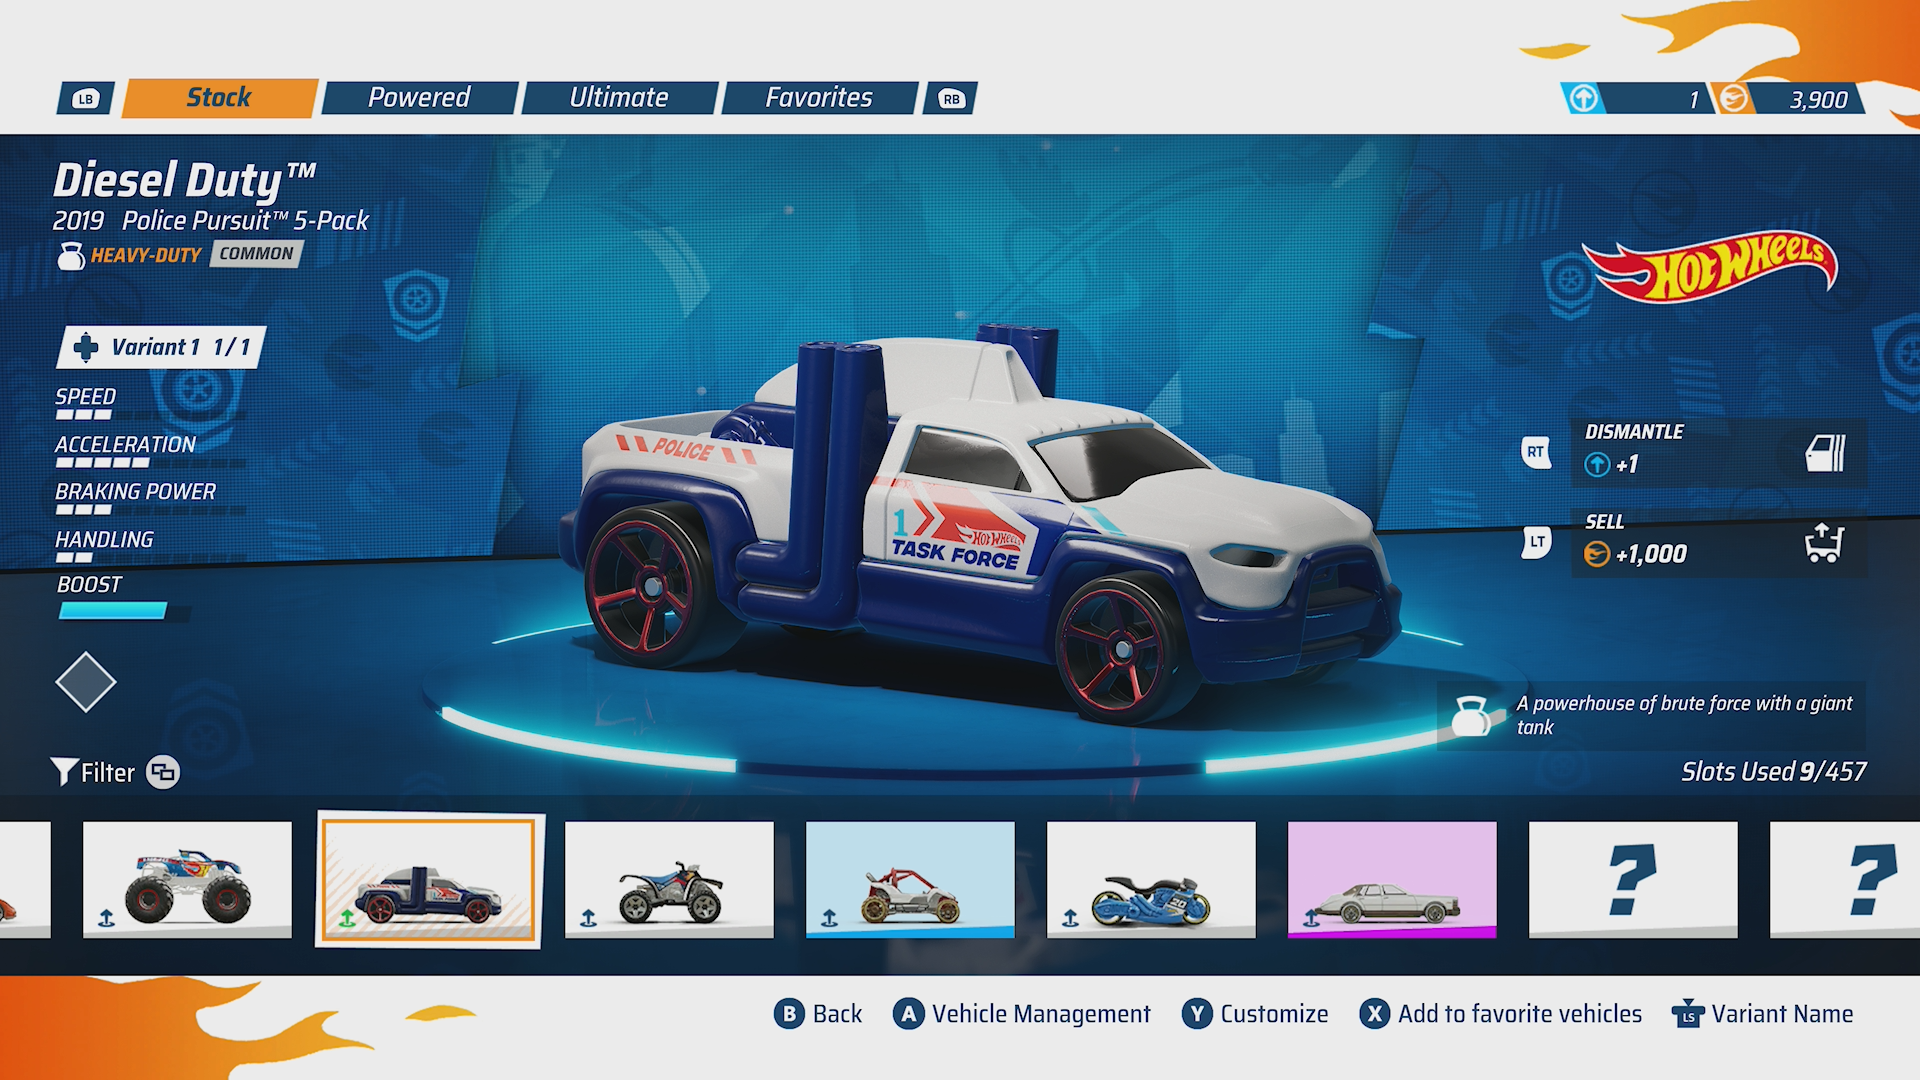 LB
Stock
Powered
Ultimate
Favorites
RB
1
3,900
Diesel Duty™
2019 Police Pursuit™ 5-Pack
HEAVY-DUTY
COMMON
HOT WHEELS
Variant 1 1/1
SPEED
ACCELERATION
BRAKING POWER
HANDLING
BOOST
POLICE
1
HOT WHEELS
TASK FORCE
RT
DISMANTLE
+1
LT
SELL
+1,000
A powerhouse of brute force with a giant
tank
Filter
Slots Used 9/457
20
?
?
B Back
A Vehicle Management
Y Customize
X Add to favorite vehicles
LS Variant Name